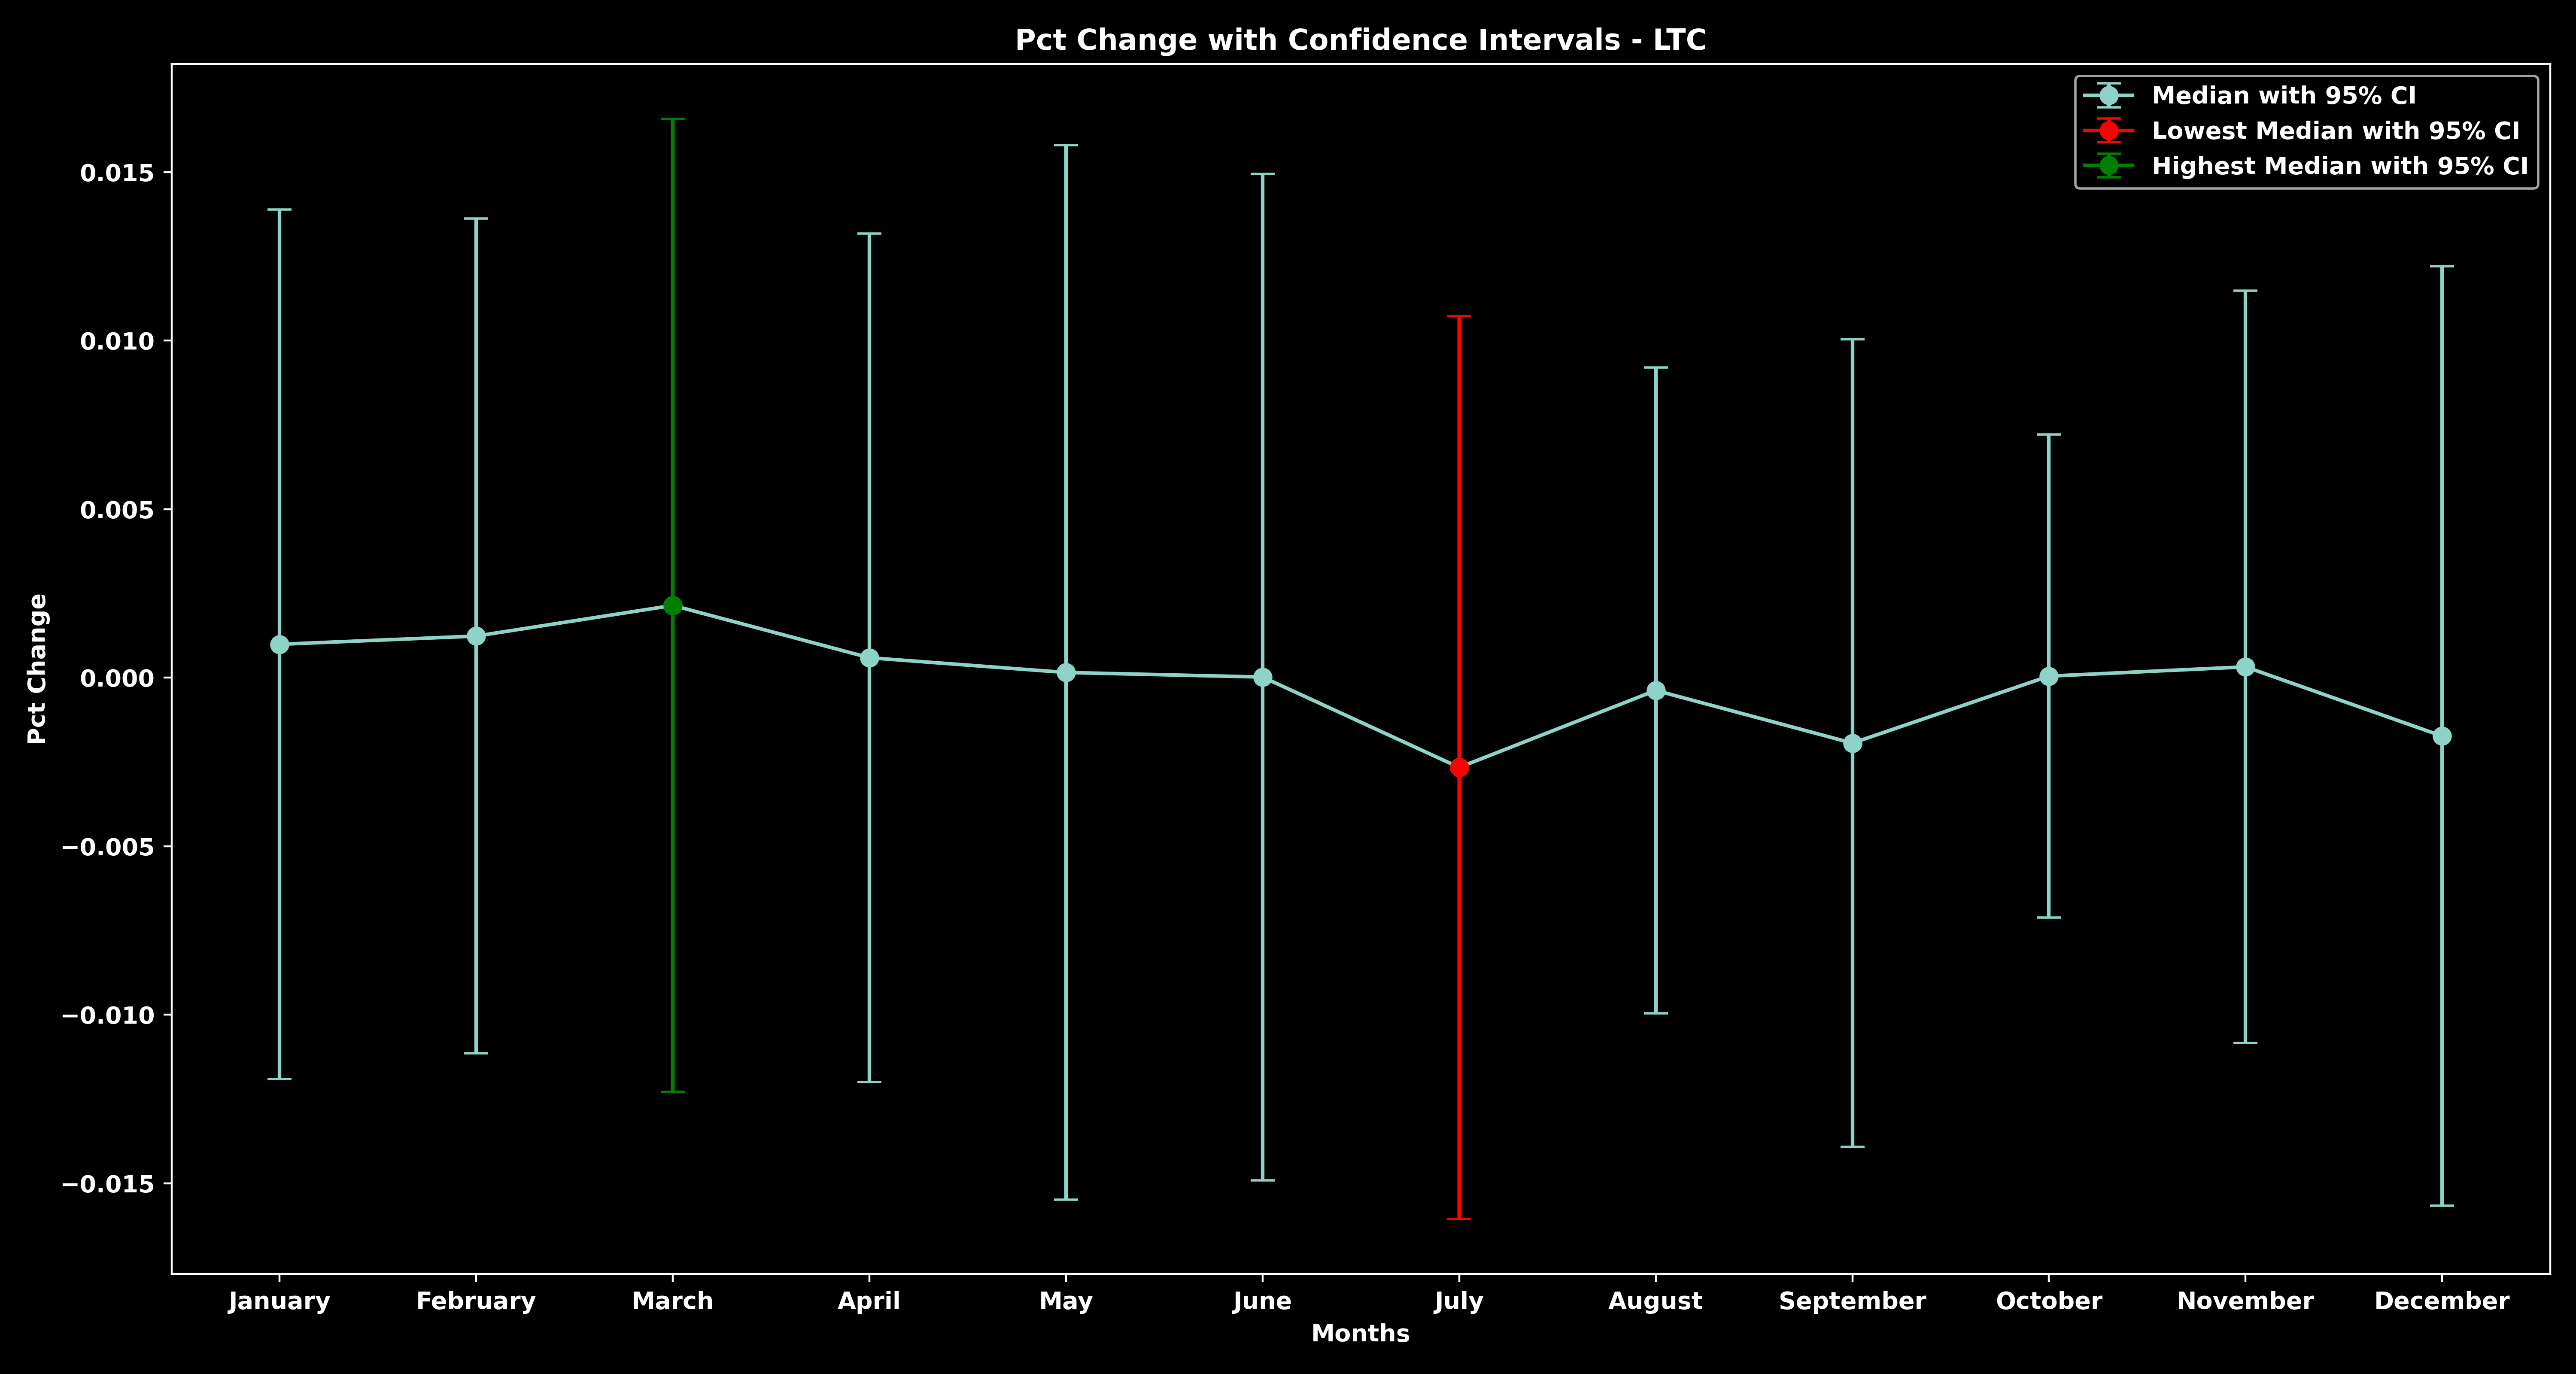 Pct Change with Confidence Intervals - LTC
Median with 95% CI
Lowest Median with 95% CI
Highest Median with 95% CI
0.015
0.010
0.005
0.000
−0.005
−0.010
−0.015
Pct Change
January February March April May June July August September October November December
Months